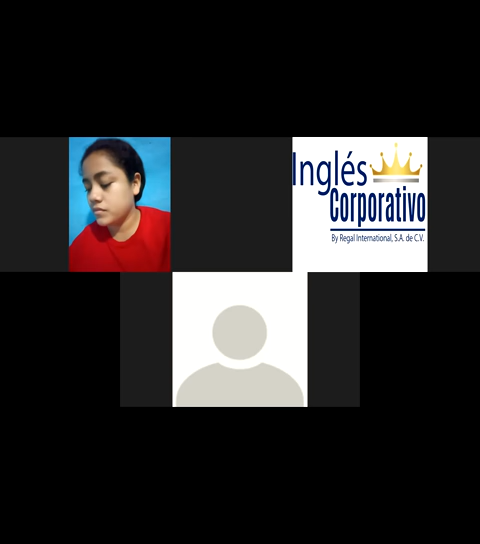 Inglés
Corporativo
By Regal International, S.A. de C.V.